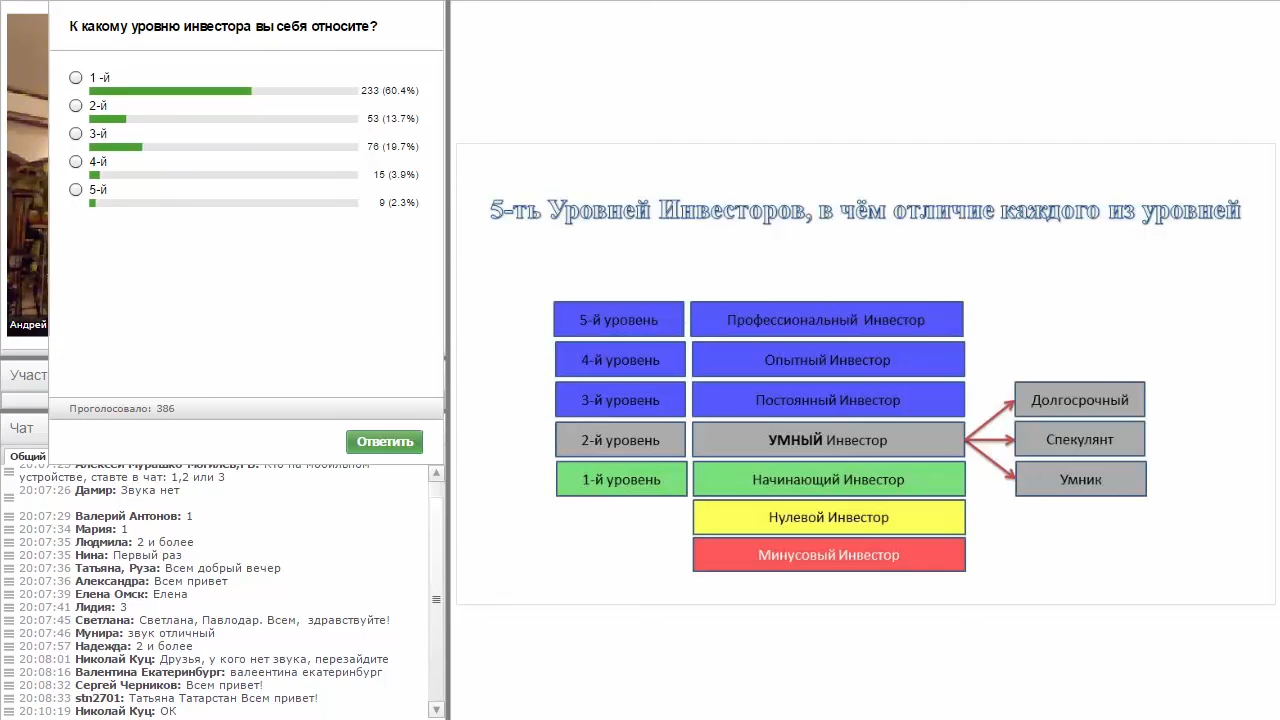 К какому уровню инвестора вы себя относите?
1 -й
233 (60.4%)
2-й
53 (13.7%)
3-й
76 (19.7%)
4-й
15 (3.9%)
5-й
9 (2.3%)
Проголосовало: 386
Ответить
Андрей
Участ
Чат
Общий
устройстве, ставте в чат: 1,2 или 3
20:07:26 Дамир: Звука нет
20:07:29 Валерий Антонов: 1
20:07:34 Мария: 1
20:07:35 Людмила: 2 и более
20:07:35 Нина: Первый раз
20:07:36 Татьяна, Руза: Всем добрый вечер
20:07:36 Александра: Всем привет
20:07:39 Елена Омск: Елена
20:07:41 Лидия: 3
20:07:45 Светлана: Светлана, Павлодар. Всем, здравствуйте!
20:07:46 Мунира: звук отличный
20:07:57 Надежда: 2 и более
20:08:01 Николай Куц: Друзья, у кого нет звука, перезайдите
20:08:16 Валентина Екатеринбург: валеентина екатеринбург
20:08:32 Сергей Черников: Всем привет!
20:08:33 stn2701: Татьяна Татарстан Всем привет!
20:10:19 Николай Куц: ОК
5-ть Уровней Инвесторов, в чём отличие каждого из уровней
5-й уровень Профессиональный Инвестор
4-й уровень Опытный Инвестор
3-й уровень Постоянный Инвестор
2-й уровень УМНЫЙ Инвестор
1-й уровень Начинающий Инвестор
Нулевой Инвестор
Минусовый Инвестор
Долгосрочный
Спекулянт
Умник